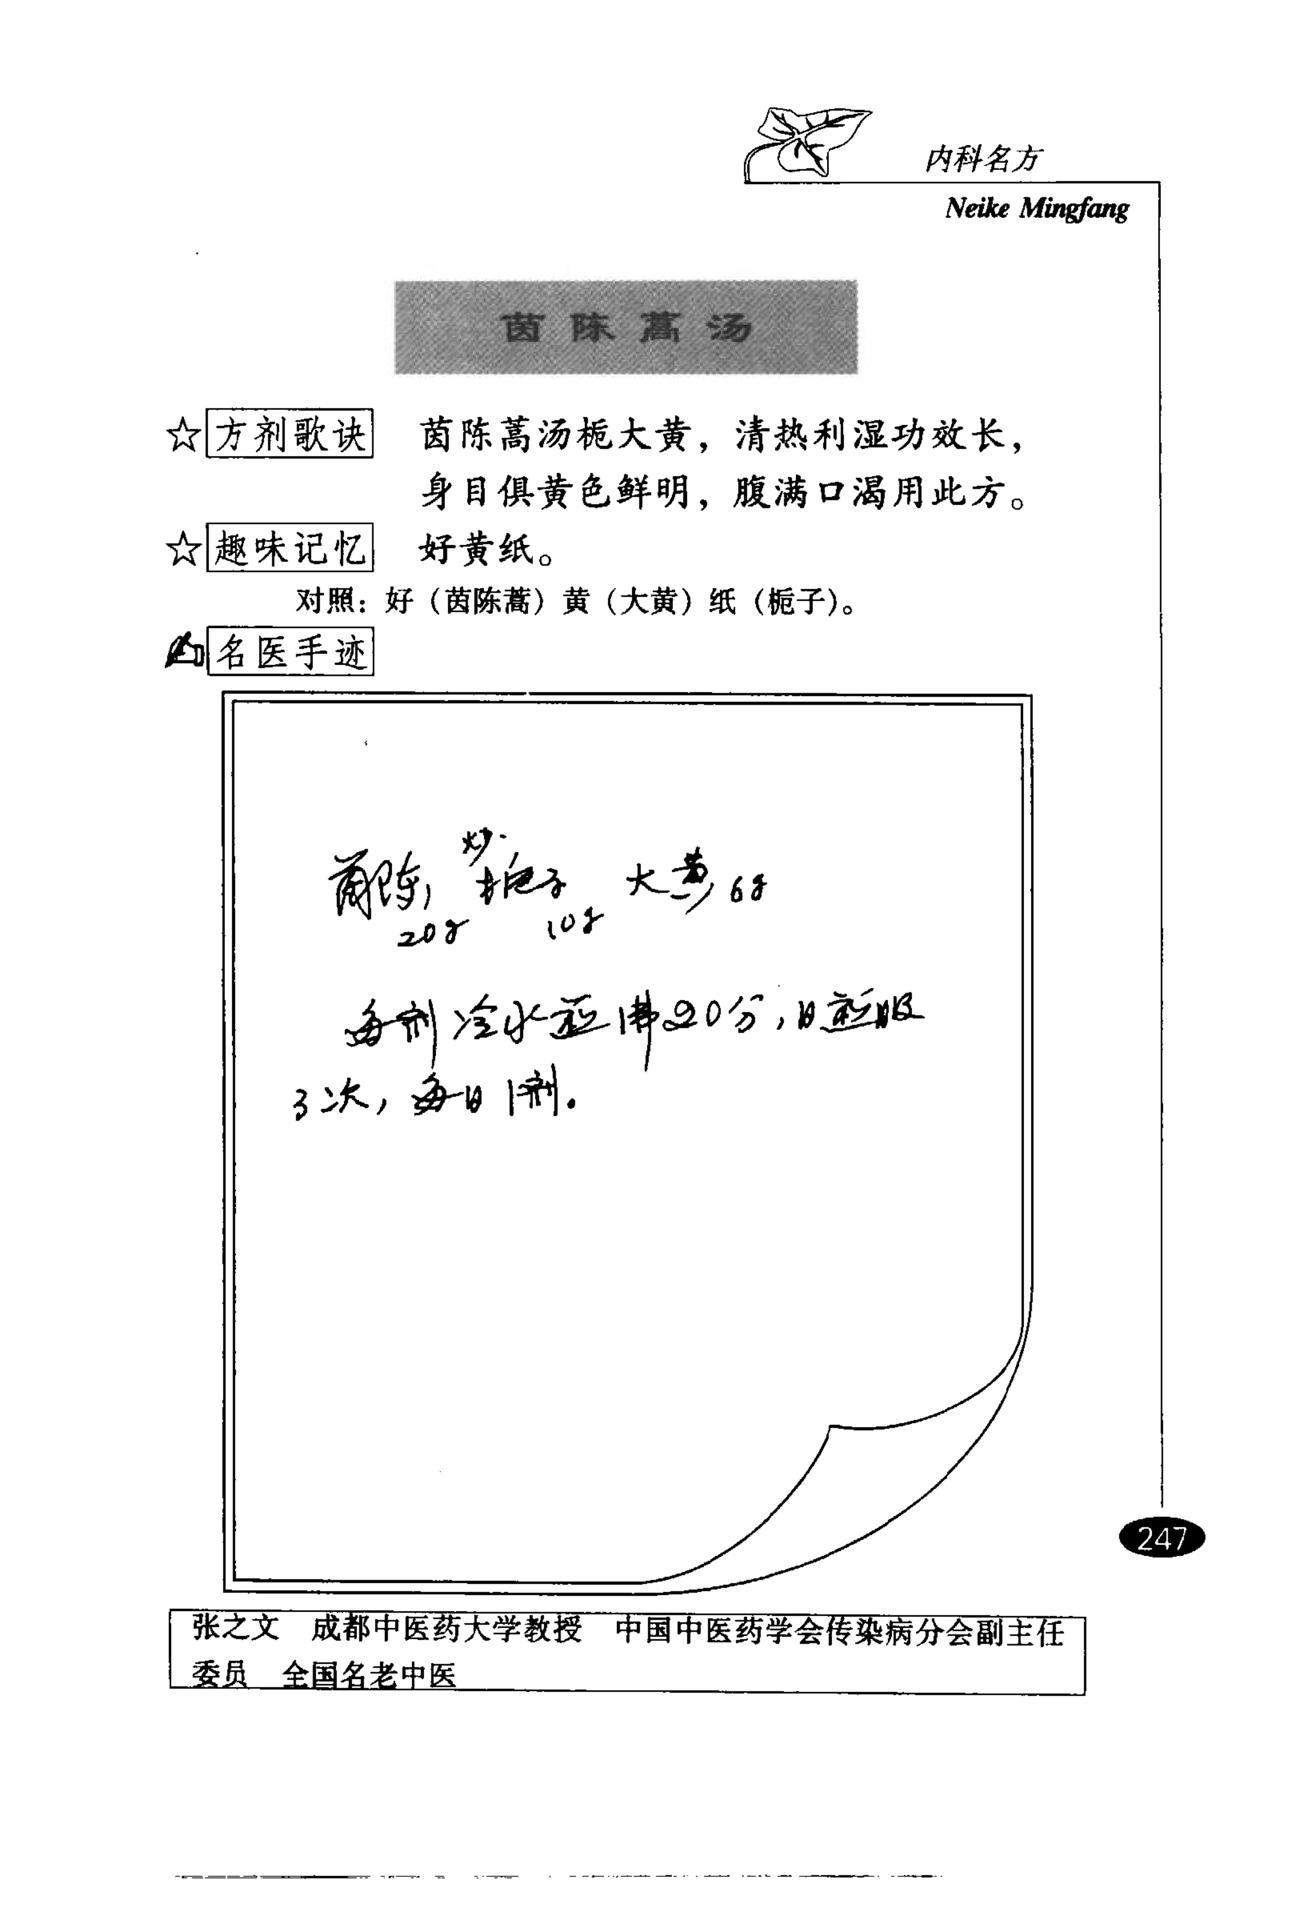 内科名方
Neike Mingfang
茵陈蒿汤
☆方剂歌诀 茵陈蒿汤栀大黄，清热利湿功效长，
身目俱黄色鲜明，腹满口渴用此方。
☆趣味记忆 好黄纸。
对照：好（茵陈蒿）黄（大黄）纸（栀子）。
名医手迹
茵陈 20g 炒栀子 10g 大黄 6g
每剂冷水煎沸20分，日煎服
3次，每日1剂。
247
张之文 成都中医药大学教授 中国中医药学会传染病分会副主任
委员 全国名老中医